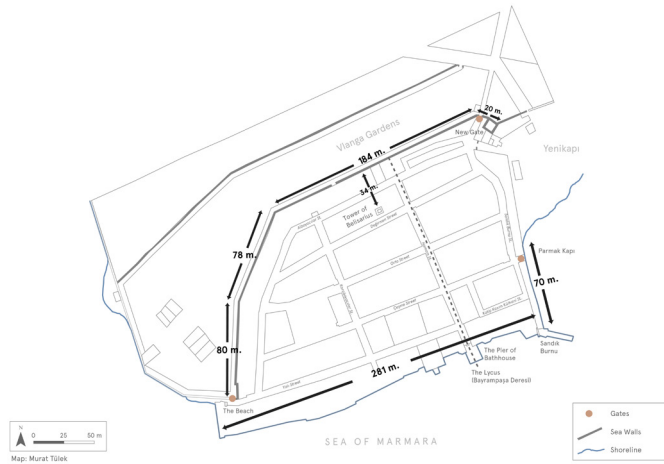 20 m.
New Gate
Vlanga Gardens
Yenikapı
184 m.
34 m.
Tower of
Belisarius
78 m.
Parmak Kapı
70 m.
80 m.
281 m.
Sandık
Burnu
The Pier of
Bathhouse
The Lycus
(Bayrampaşa Deresi)
The Beach
SEA OF MARMARA
N
0 25 50 m
Map: Murat Tülek
Gates
Sea Walls
Shoreline